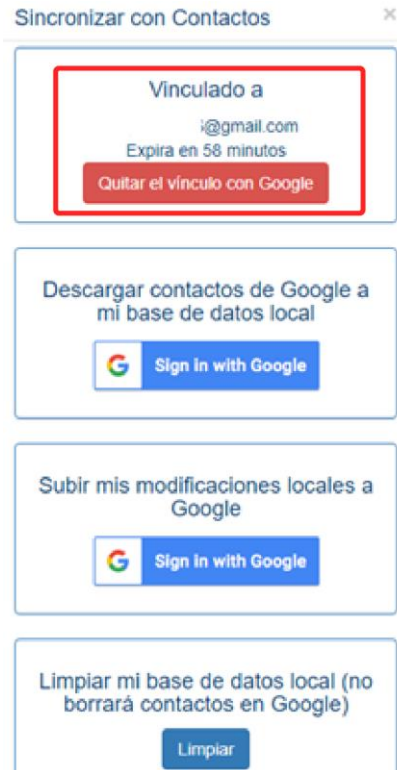 Sincronizar con Contactos ×
Vinculado a
@gmail.com
Expira en 58 minutos
Quitar el vínculo con Google
Descargar contactos de Google a
mi base de datos local
G Sign in with Google
Subir mis modificaciones locales a
Google
G Sign in with Google
Limpiar mi base de datos local (no
borrará contactos en Google)
Limpiar